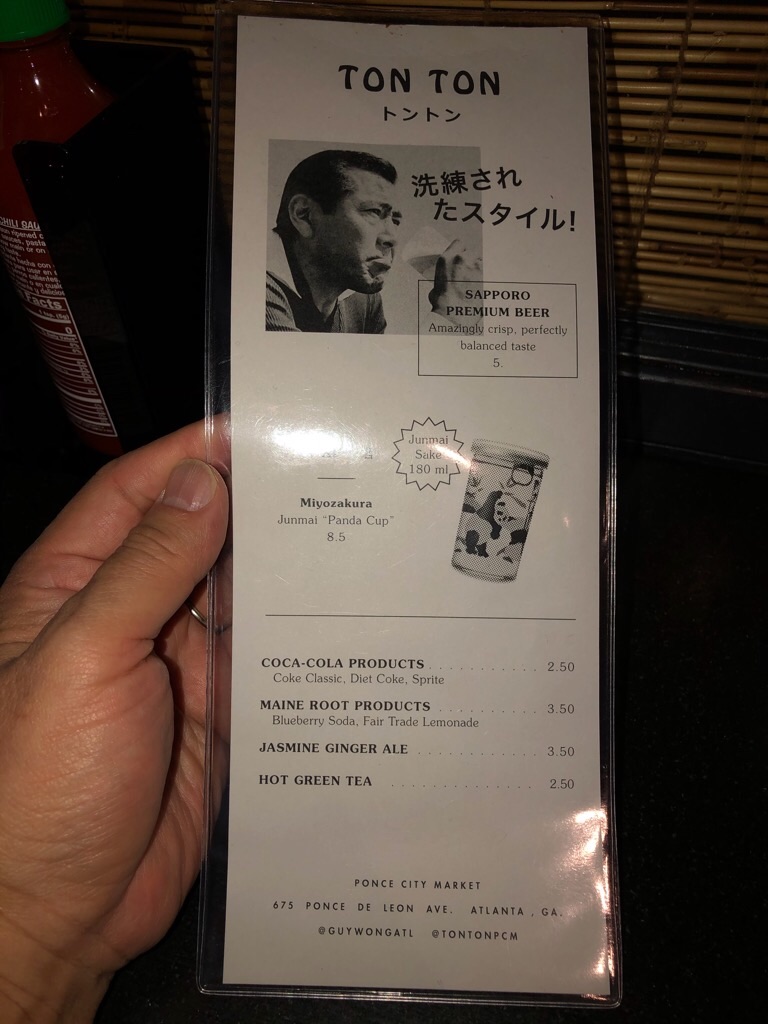 TON TON
トントン
洗練され
たスタイル!
SAPPORO
PREMIUM BEER
Amazingly crisp, perfectly
balanced taste
5.
Junmai
Sake
180 ml
Miyozakura
Junmai "Panda Cup"
8.5
COCA-COLA PRODUCTS . . . . . . . . . . . 2.50
Coke Classic, Diet Coke, Sprite
MAINE ROOT PRODUCTS . . . . . . . . . . 3.50
Blueberry Soda, Fair Trade Lemonade
JASMINE GINGER ALE . . . . . . . . . . . . 3.50
HOT GREEN TEA . . . . . . . . . . . . . . 2.50
PONCE CITY MARKET
675 PONCE DE LEON AVE. ATLANTA, GA.
@GUYWONGATL @TONTONPCM
CHILI SAU
Facts